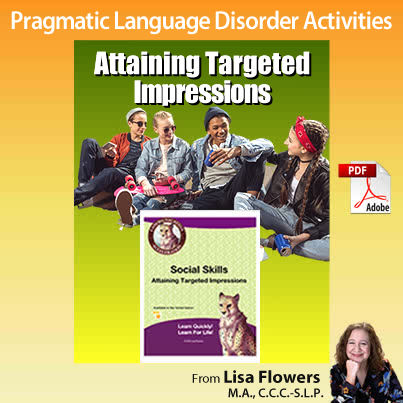 Pragmatic Language Disorder Activities
Attaining Targeted
Impressions
PDF
Adobe
Social Skills
Attaining Targeted Impressions
Learn Quickly!
Learn For Life!
From Lisa Flowers
M.A., C.C.C.-S.L.P.